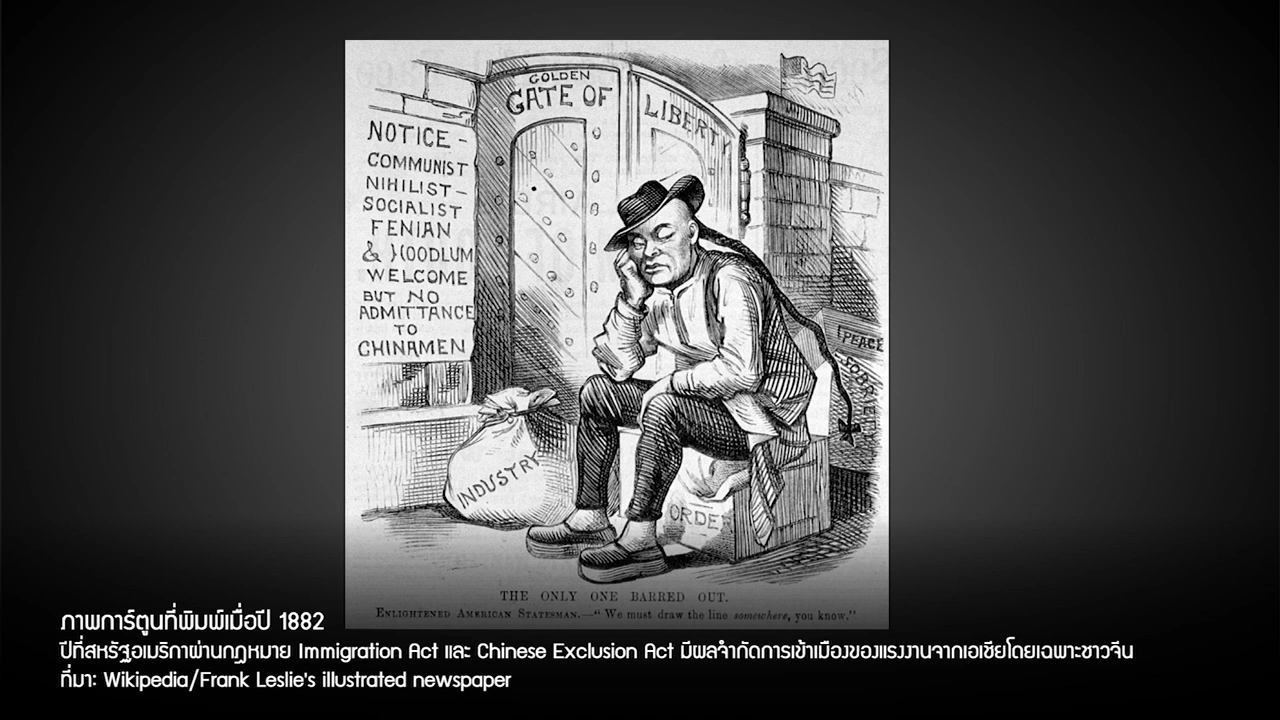 GOLDEN
GATE OF
LIBERTY
NOTICE -
COMMUNIST
NIHILIST -
SOCIALIST
FENIAN
& HOODLUM
WELCOME
BUT NO
ADMITTANCE
TO
CHINAMEN
PEACE
SOBRIETY
INDUSTRY
ORDER
THE ONLY ONE BARRED OUT.
ENLIGHTENED AMERICAN STATESMAN.—"We must draw the line somewhere, you know."
ภาพการ์ตูนที่พิมพ์เมื่อปี 1882
ปีที่สหรัฐอเมริกาผ่านกฎหมาย Immigration Act และ Chinese Exclusion Act มีผลจำกัดการเข้าเมืองของแรงงานจากเอเชียโดยเฉพาะชาวจีน
ที่มา: Wikipedia/Frank Leslie's illustrated newspaper